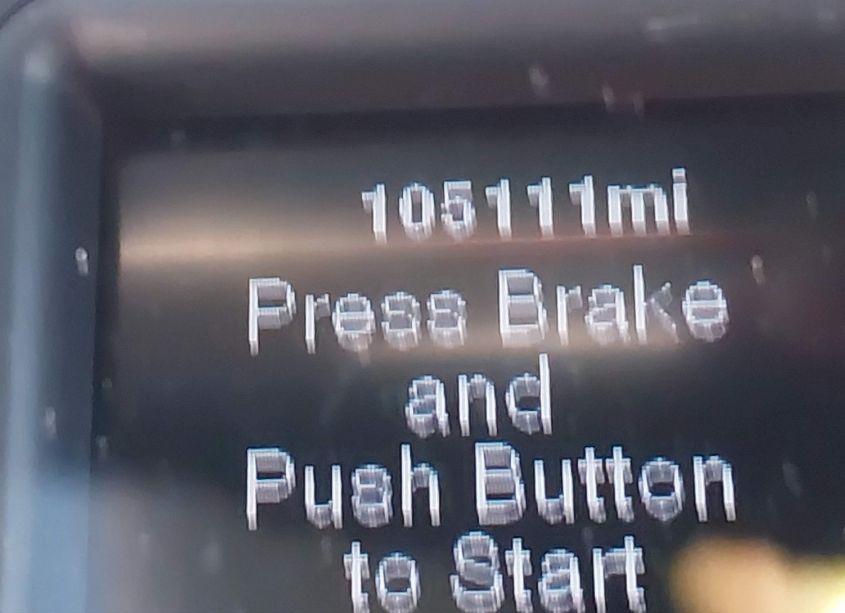 105111mi
Press Brake
and
Push Button
to Start